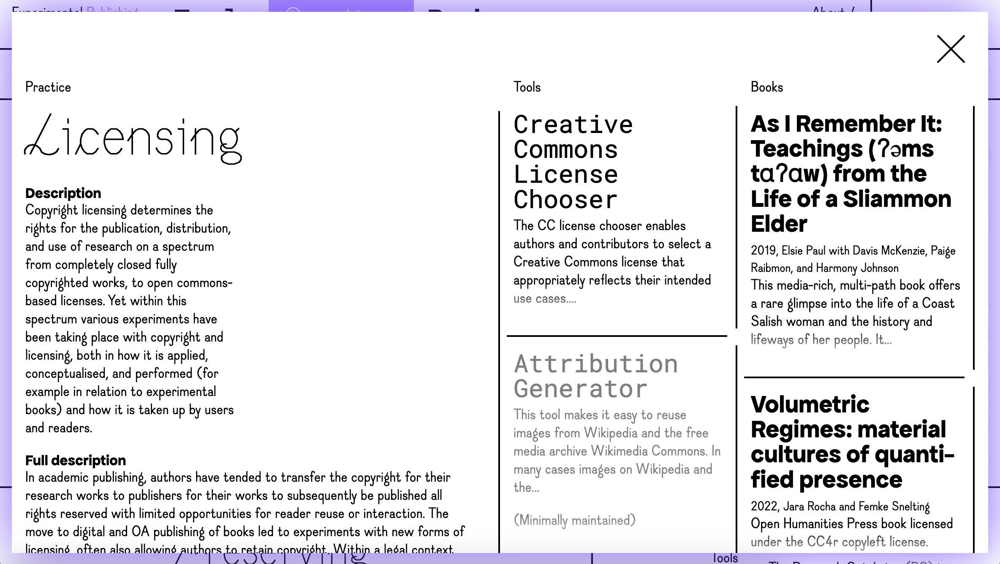 Experimental Publishing
About /
Practice
Licensing
Description
Copyright licensing determines the
rights for the publication, distribution,
and use of research on a spectrum
from completely closed fully
copyrighted works, to open commons-
based licenses. Yet within this
spectrum various experiments have
been taking place with copyright and
licensing, both in how it is applied,
conceptualised, and performed (for
example in relation to experimental
books) and how it is taken up by users
and readers.
Full description
In academic publishing, authors have tended to transfer the copyright for their
research works to publishers for their works to subsequently be published all
rights reserved with limited opportunities for reader reuse or interaction. The
move to digital and OA publishing of books led to experiments with new forms of
licensing, often also allowing authors to retain copyright. Within a legal context
Tools
Creative
Commons
License
Chooser
The CC license chooser enables
authors and contributors to select a
Creative Commons license that
appropriately reflects their intended
use cases....
Attribution
Generator
This tool makes it easy to reuse
images from Wikipedia and the free
media archive Wikimedia Commons. In
many cases images on Wikipedia and
the...
(Minimally maintained)
Books
As I Remember It:
Teachings (ʔəms
tɑʔɑw) from the
Life of a Sliammon
Elder
2019, Elsie Paul with Davis McKenzie, Paige
Raibmon, and Harmony Johnson
This media-rich, multi-path book offers
a rare glimpse into the life of a Coast
Salish woman and the history and
lifeways of her people. It...
Volumetric
Regimes: material
cultures of quanti-
fied presence
2022, Jara Rocha and Femke Snelting
Open Humanities Press book licensed
under the CC4r copyleft license.
Tools